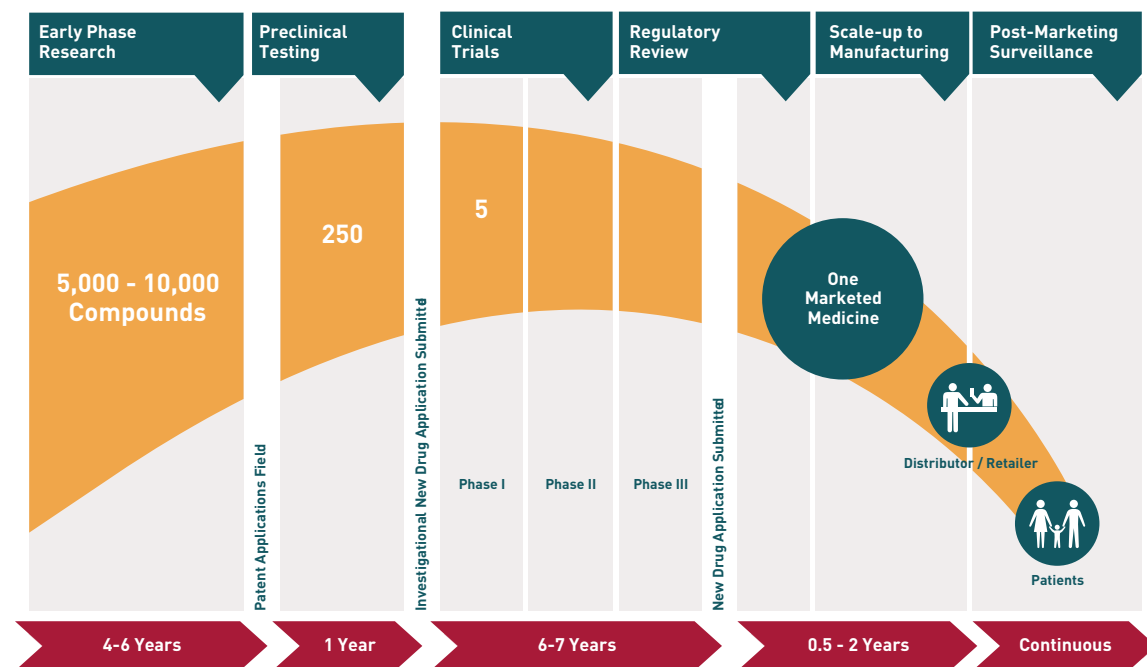 Early Phase
Research
Preclinical
Testing
Clinical
Trials
Regulatory
Review
Scale-up to
Manufacturing
Post-Marketing
Surveillance
5,000 - 10,000
Compounds
Patent Applications Field
250
Investigational New Drug Application Submitted
5
Phase I
Phase II
Phase III
New Drug Application Submitted
One
Marketed
Medicine
Distributor / Retailer
Patients
4-6 Years
1 Year
6-7 Years
0.5 - 2 Years
Continuous